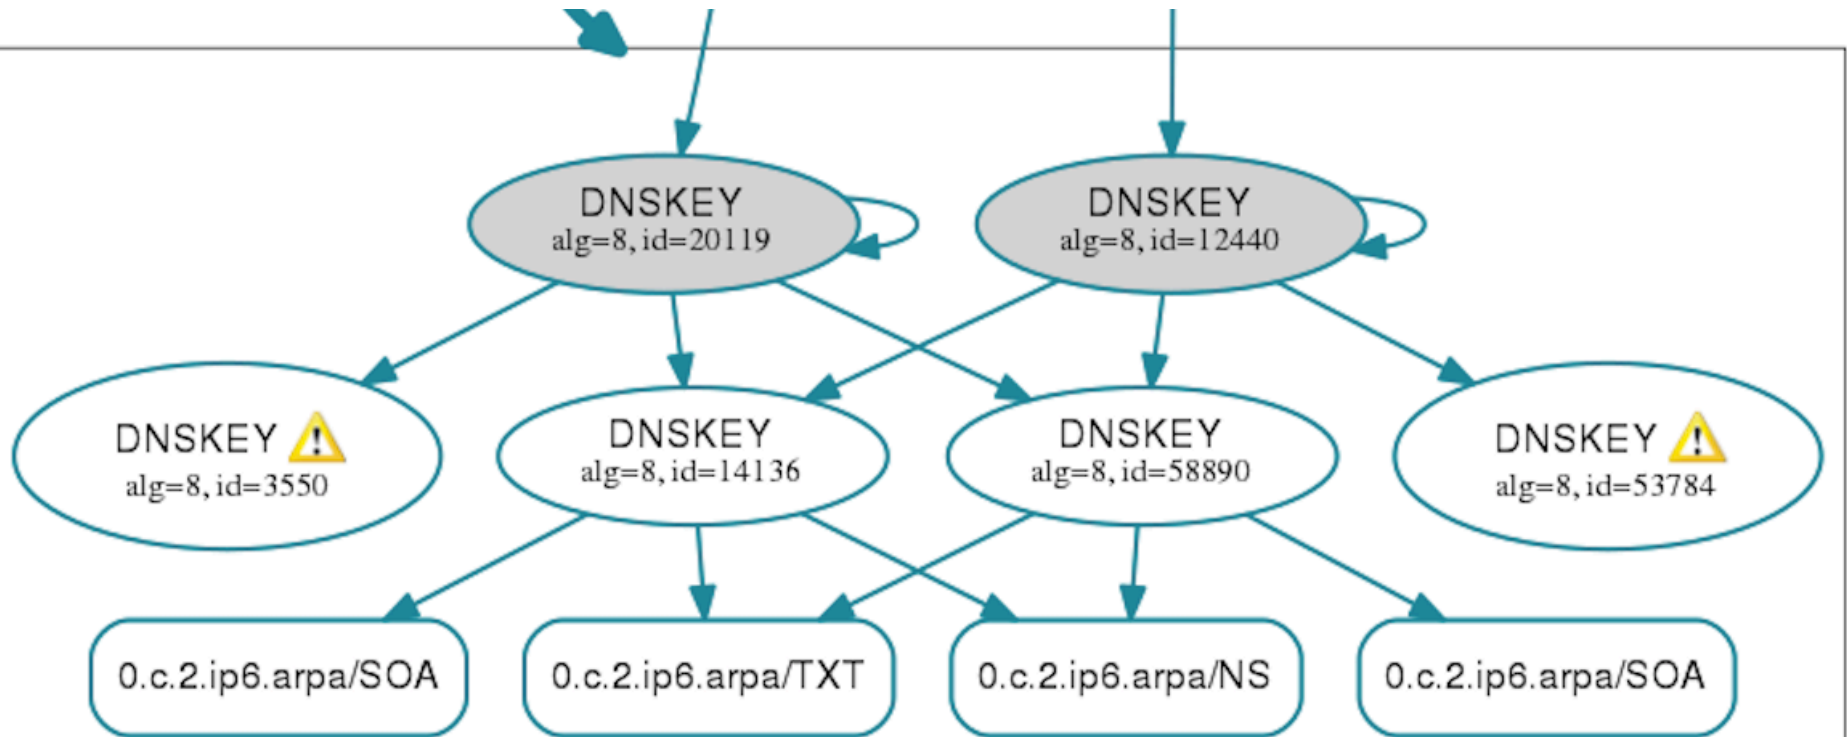 DNSKEY
alg=8, id=20119
DNSKEY
alg=8, id=12440
DNSKEY
alg=8, id=3550
DNSKEY
alg=8, id=14136
DNSKEY
alg=8, id=58890
DNSKEY
alg=8, id=53784
0.c.2.ip6.arpa/SOA
0.c.2.ip6.arpa/TXT
0.c.2.ip6.arpa/NS
0.c.2.ip6.arpa/SOA